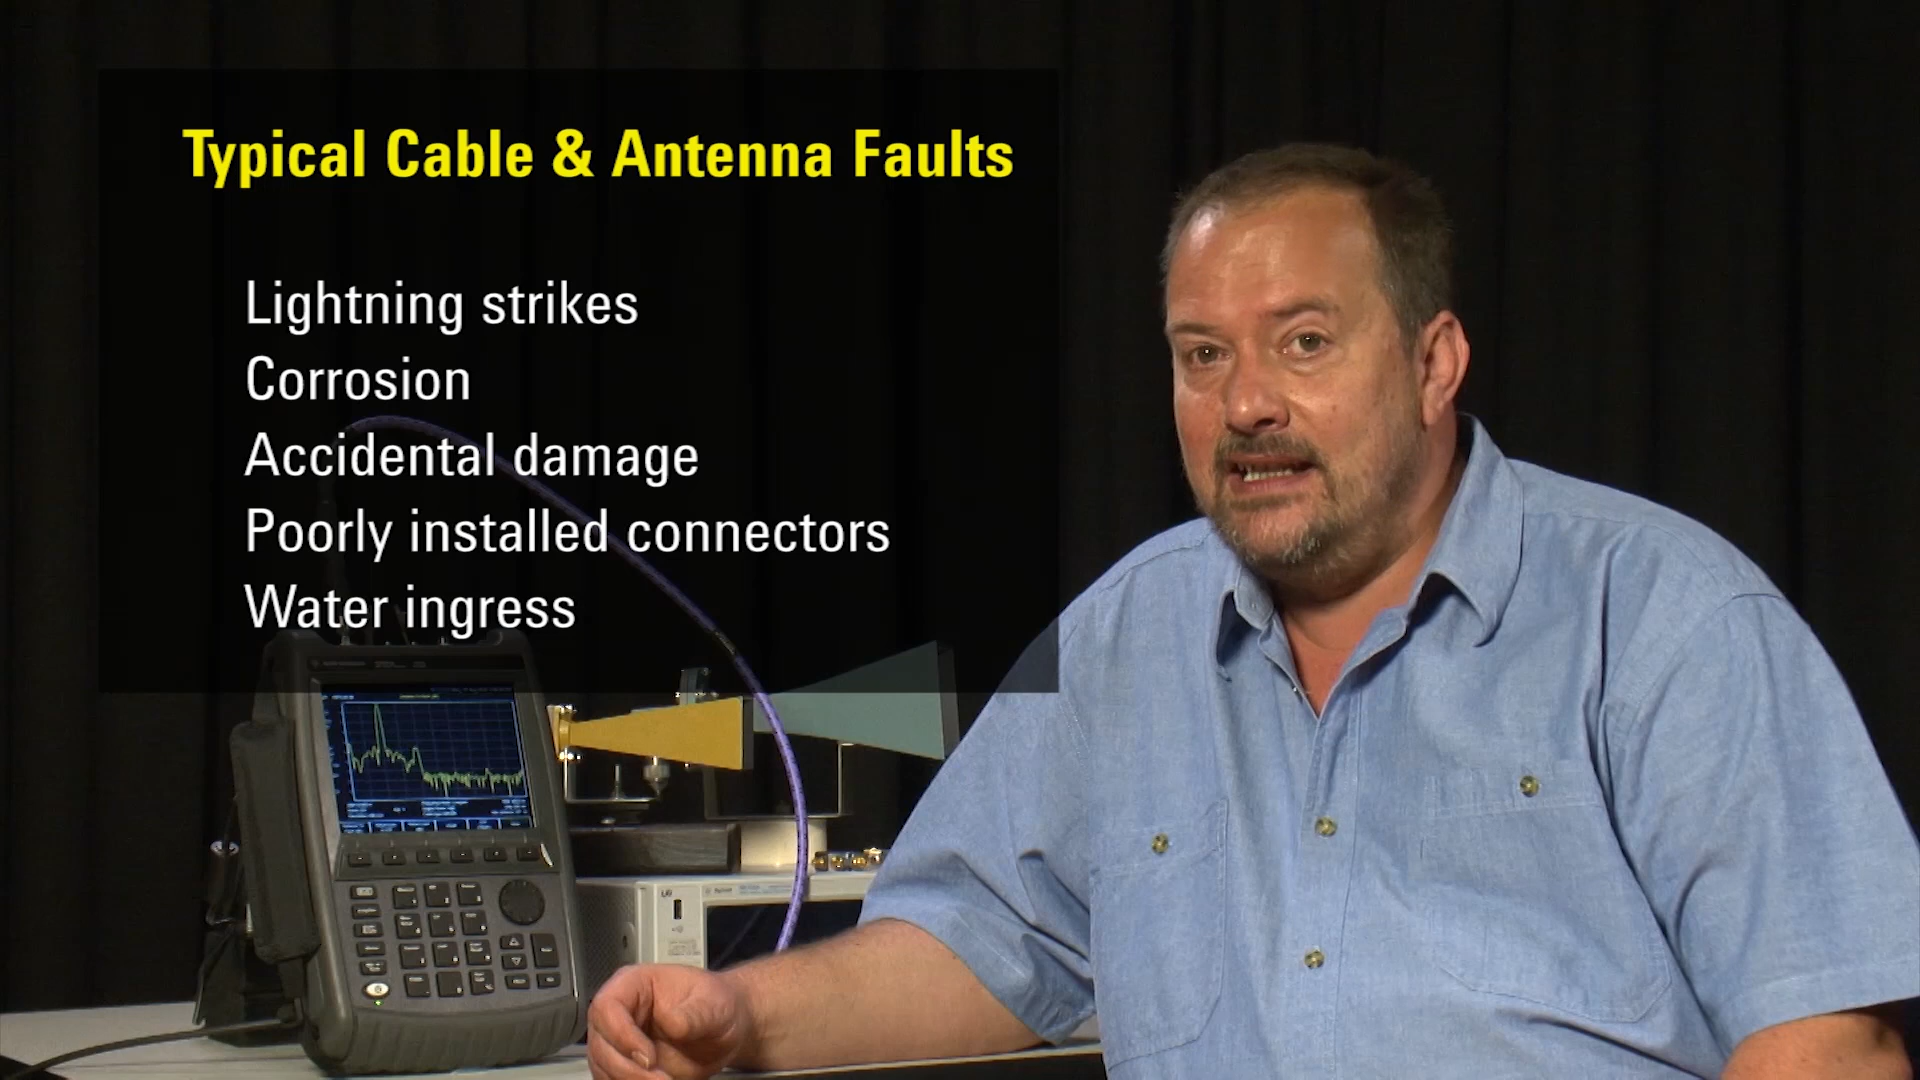 Typical Cable & Antenna Faults
Lightning strikes
Corrosion
Accidental damage
Poorly installed connectors
Water ingress